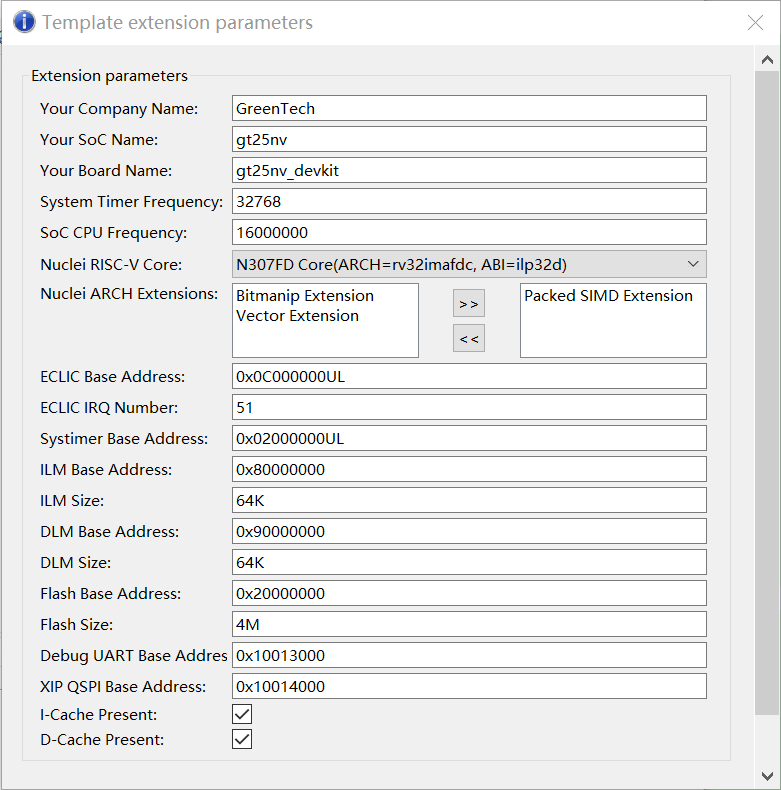 Template extension parameters
Extension parameters
Your Company Name: GreenTech
Your SoC Name: gt25nv
Your Board Name: gt25nv_devkit
System Timer Frequency: 32768
SoC CPU Frequency: 16000000
Nuclei RISC-V Core: N307FD Core(ARCH=rv32imafdc, ABI=ilp32d)
Nuclei ARCH Extensions: Bitmanip Extension >> Packed SIMD Extension
Vector Extension
<<
ECLIC Base Address: 0x0C000000UL
ECLIC IRQ Number: 51
Systimer Base Address: 0x02000000UL
ILM Base Address: 0x80000000
ILM Size: 64K
DLM Base Address: 0x90000000
DLM Size: 64K
Flash Base Address: 0x20000000
Flash Size: 4M
Debug UART Base Addres 0x10013000
XIP QSPI Base Address: 0x10014000
I-Cache Present:
D-Cache Present: